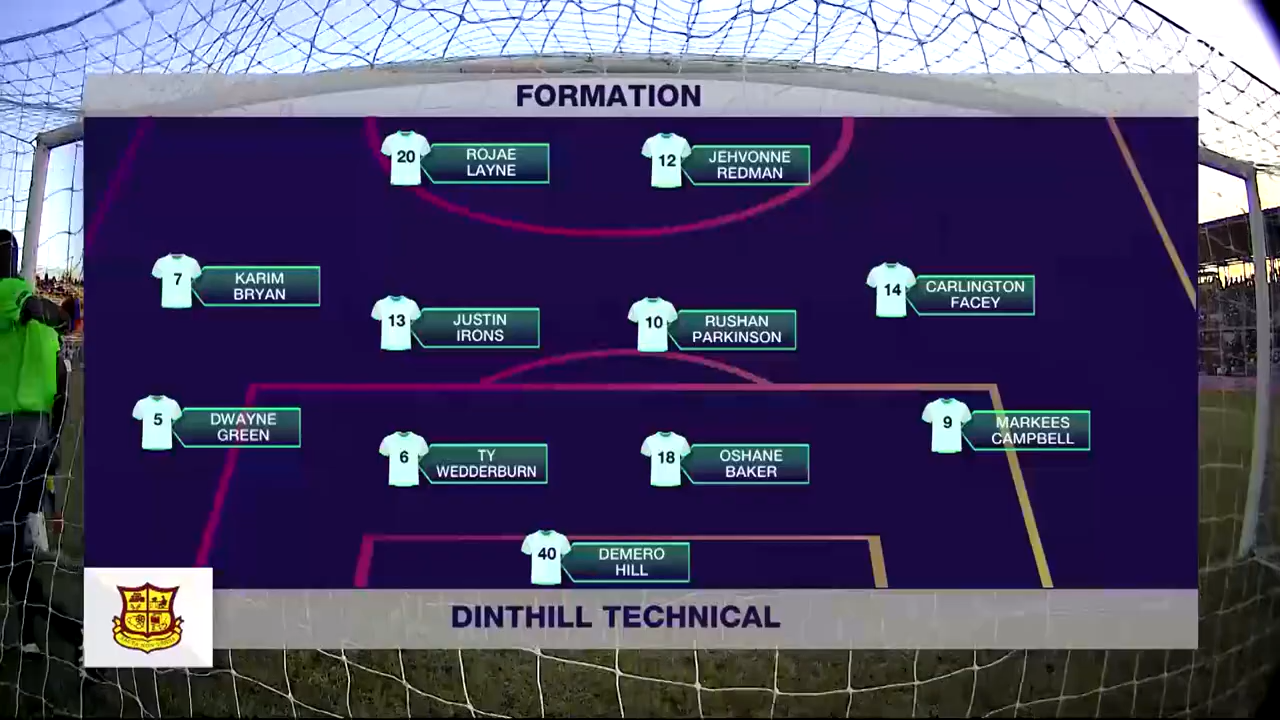 FORMATION
20
ROJAE
LAYNE
12
JEHVONNE
REDMAN
7
KARIM
BRYAN
14
CARLINGTON
FACEY
13
JUSTIN
IRONS
10
RUSHAN
PARKINSON
5
DWAYNE
GREEN
9
MARKEES
CAMPBELL
6
TY
WEDDERBURN
18
OSHANE
BAKER
40
DEMERO
HILL
DINTHILL TECHNICAL